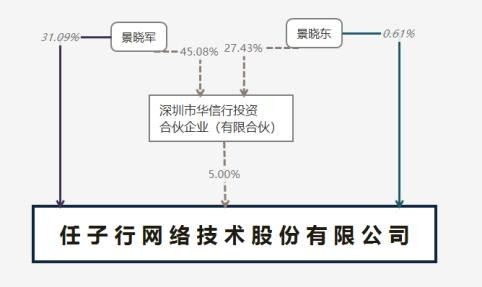 31.09%
景晓军
景晓东
0.61%
45.08%
27.43%
深圳市华信行投资
合伙企业（有限合伙）
5.00%
任子行网络技术股份有限公司